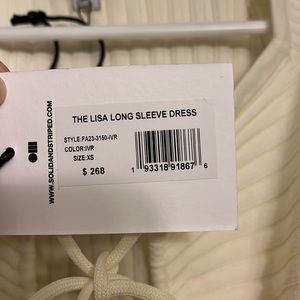 WWW.SOLIDANDSTRIPED.COM
THE LISA LONG SLEEVE DRESS
STYLE:FA23-3150-IVR
COLOR:IVR
SIZE:XS
$ 268
1 93318 91867 6